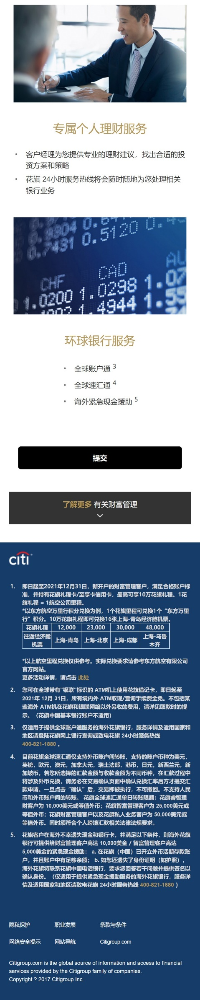 0.6904 0.64
0.7431 0.5120 0.4
CHF CAD AU
1.0200 1.0298 1.07
1.4944 1.55
专属个人理财服务
• 客户经理为您提供专业的理财建议，找出合适的投
资方案和策略
• 花旗 24小时服务热线将会随时随地为您处理相关
银行业务
环球银行服务
• 全球账户通 3
• 全球速汇通 4
• 海外紧急现金援助 5
提交
了解更多 有关财富管理
citi
1. 即日起至2021年12月31日，新开户的财富管理客户，满足合格账户标
准，并持有花旗礼程卡/至享卡信用卡，最高可享10万花旗礼程。1花
旗礼程 = 1航空公司里程。
*以东方航空万里行积分兑换为例，1个花旗里程可兑换1个“东方万里
行”积分。10万花旗礼程即可兑换16张上海-青岛经济舱机票。
花旗礼程 12,000 23,000 30,000 48,000
往返经济舱
机票 上海-青岛 上海-北京 上海-成都 上海-乌鲁
木齐
*以上航空里程兑换仅供参考。实际兑换要求请参考东方航空有限公司
官方网站。
更多活动详情，请点击 此处
2. 您可在全球带有"银联"标识的 ATM机上使用花旗借记卡，即日起至
2021年 12月 31日，所有境内外 ATM取现/查询手续费全免。不包括某
些海外 ATM机在花旗和银联网络以外另收的费用，请详见取款时的提
示。（花旗中国基本银行账户不适用）
3. 仅适用于提供全球账户通服务的海外花旗银行，服务详情及适用国家和
地区请登陆花旗网上银行查询或致电花旗 24小时服务热线
400-821-1880 。
4. 目前花旗全球速汇通仅支持外币账户间转账，支持的账户币种为美元，
英镑，欧元，澳元，加拿大元，瑞士法郎，港币，日元，新西兰元，新
加坡币。若您所选择的汇款金额与收款金额为不同币种，在汇款过程中
将涉及外币兑换，请务必在交易确认页面中确认兑换汇率后方才提交汇
款申请。一旦点击“确认”后，交易即被执行，不可撤回。不支持人民
币和外币账户间的转账。 花旗全球速汇通单日转账限额：花旗睿智理
财客户为 10,000美元或等值外币；花旗智富管理客户为 25,000美元或
等值外币；花旗财富管理客户以及花旗私人业务客户为 50,000美元或
等值外币。同时须符合个人跨境汇款相关法律法规要求。
5. 花旗客户在海外不幸遗失现金和银行卡，并满足以下条件，则海外花旗
银行可提供给财富管理客户高达 10,000美金 / 智富管理客户高达
5,000美金的紧急现金援助： a. 在花旗（中国）已开立外币活期存款账
户，并且账户中有足够余额； b. 如您还遗失了身份证明（如护照），
海外花旗将联系花旗中国电话银行，要求您回答若干问题并提供签名以
确认身份。（仅适用于提供紧急现金援助服务的海外花旗银行，服务详
情及适用国家和地区请致电花旗 24小时服务热线 400-821-1880 ）
隐私保护 职业发展 条款与条件
网络安全提示 网站导航 Citigroup.com
Citigroup.com is the global source of information and access to financial
services provided by the Citigroup family of companies.
Copyright ? 2017 Citigroup Inc.